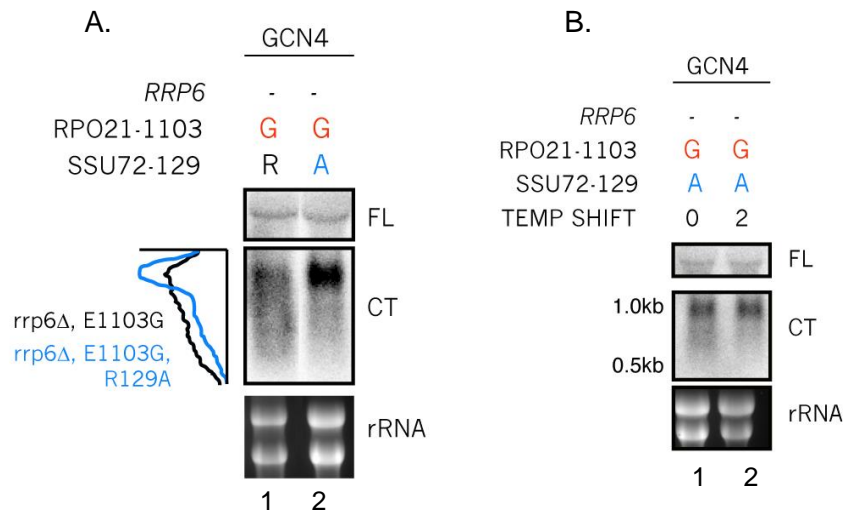 A.
GCN4
RRP6 - -
RPO21-1103 G G
SSU72-129 R A
FL
CT
rrp6Δ, E1103G
rrp6Δ, E1103G,
R129A
rRNA
1 2
B.
GCN4
RRP6 - -
RPO21-1103 G G
SSU72-129 A A
TEMP SHIFT 0 2
FL
1.0kb
CT
0.5kb
rRNA
1 2